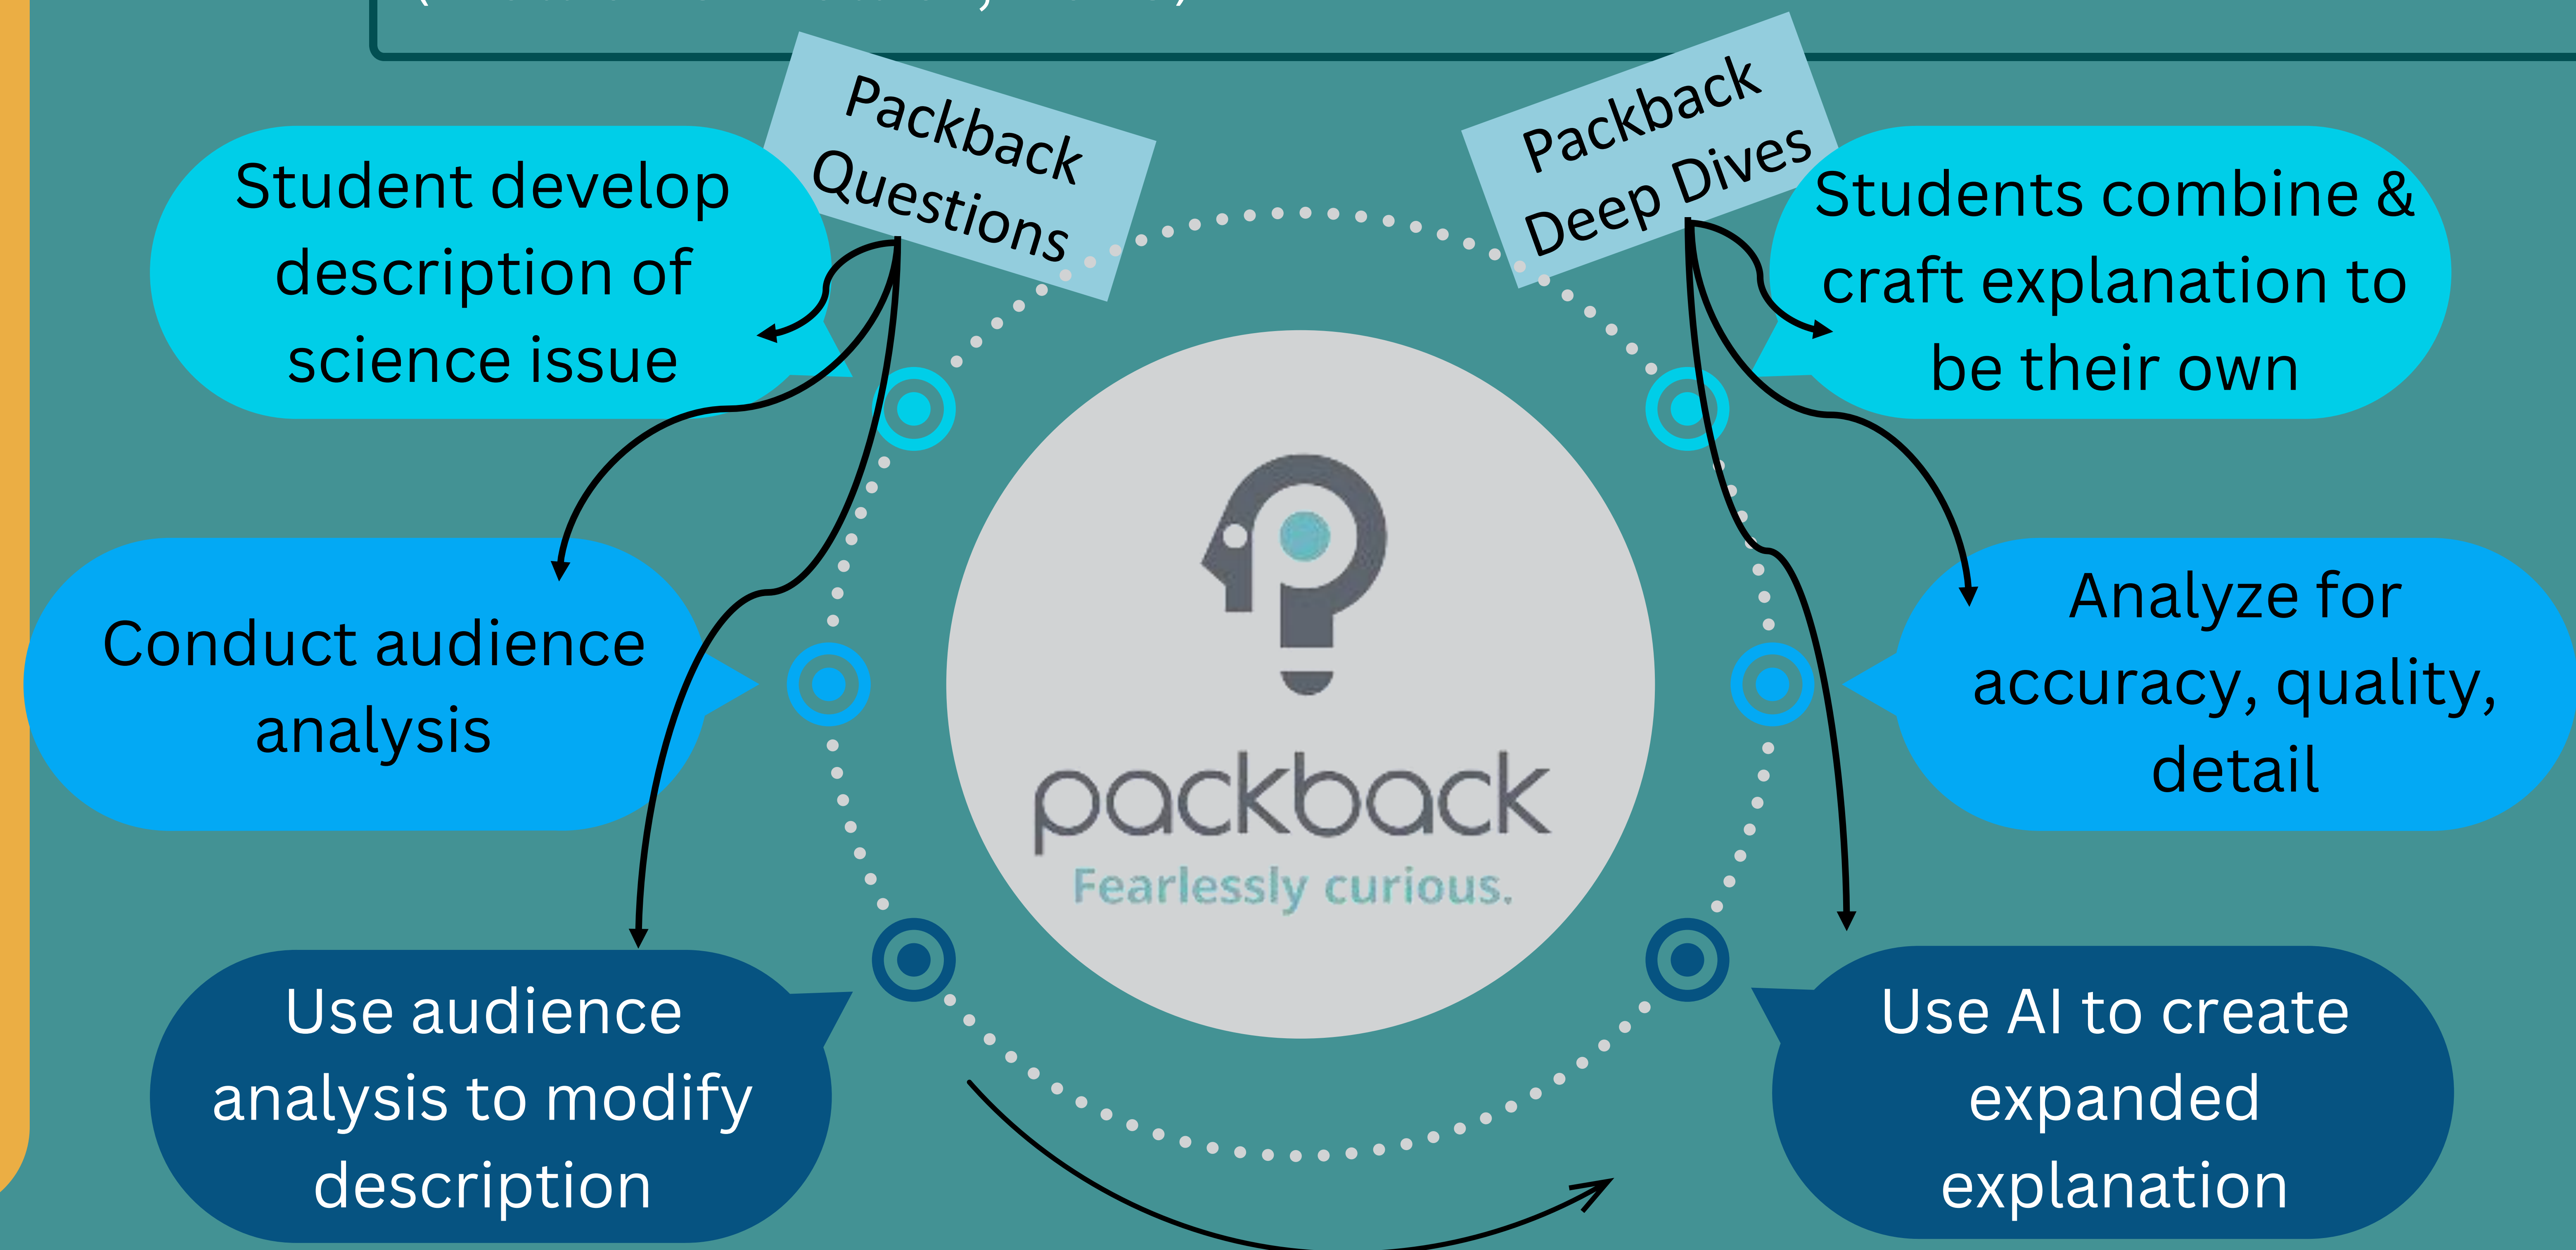 Packback
Questions
Packback
Deep Dives
Student develop
description of
science issue
Students combine &
craft explanation to
be their own
Conduct audience
analysis
Analyze for
accuracy, quality,
detail
packback
Fearlessly curious.
Use audience
analysis to modify
description
Use AI to create
expanded
explanation